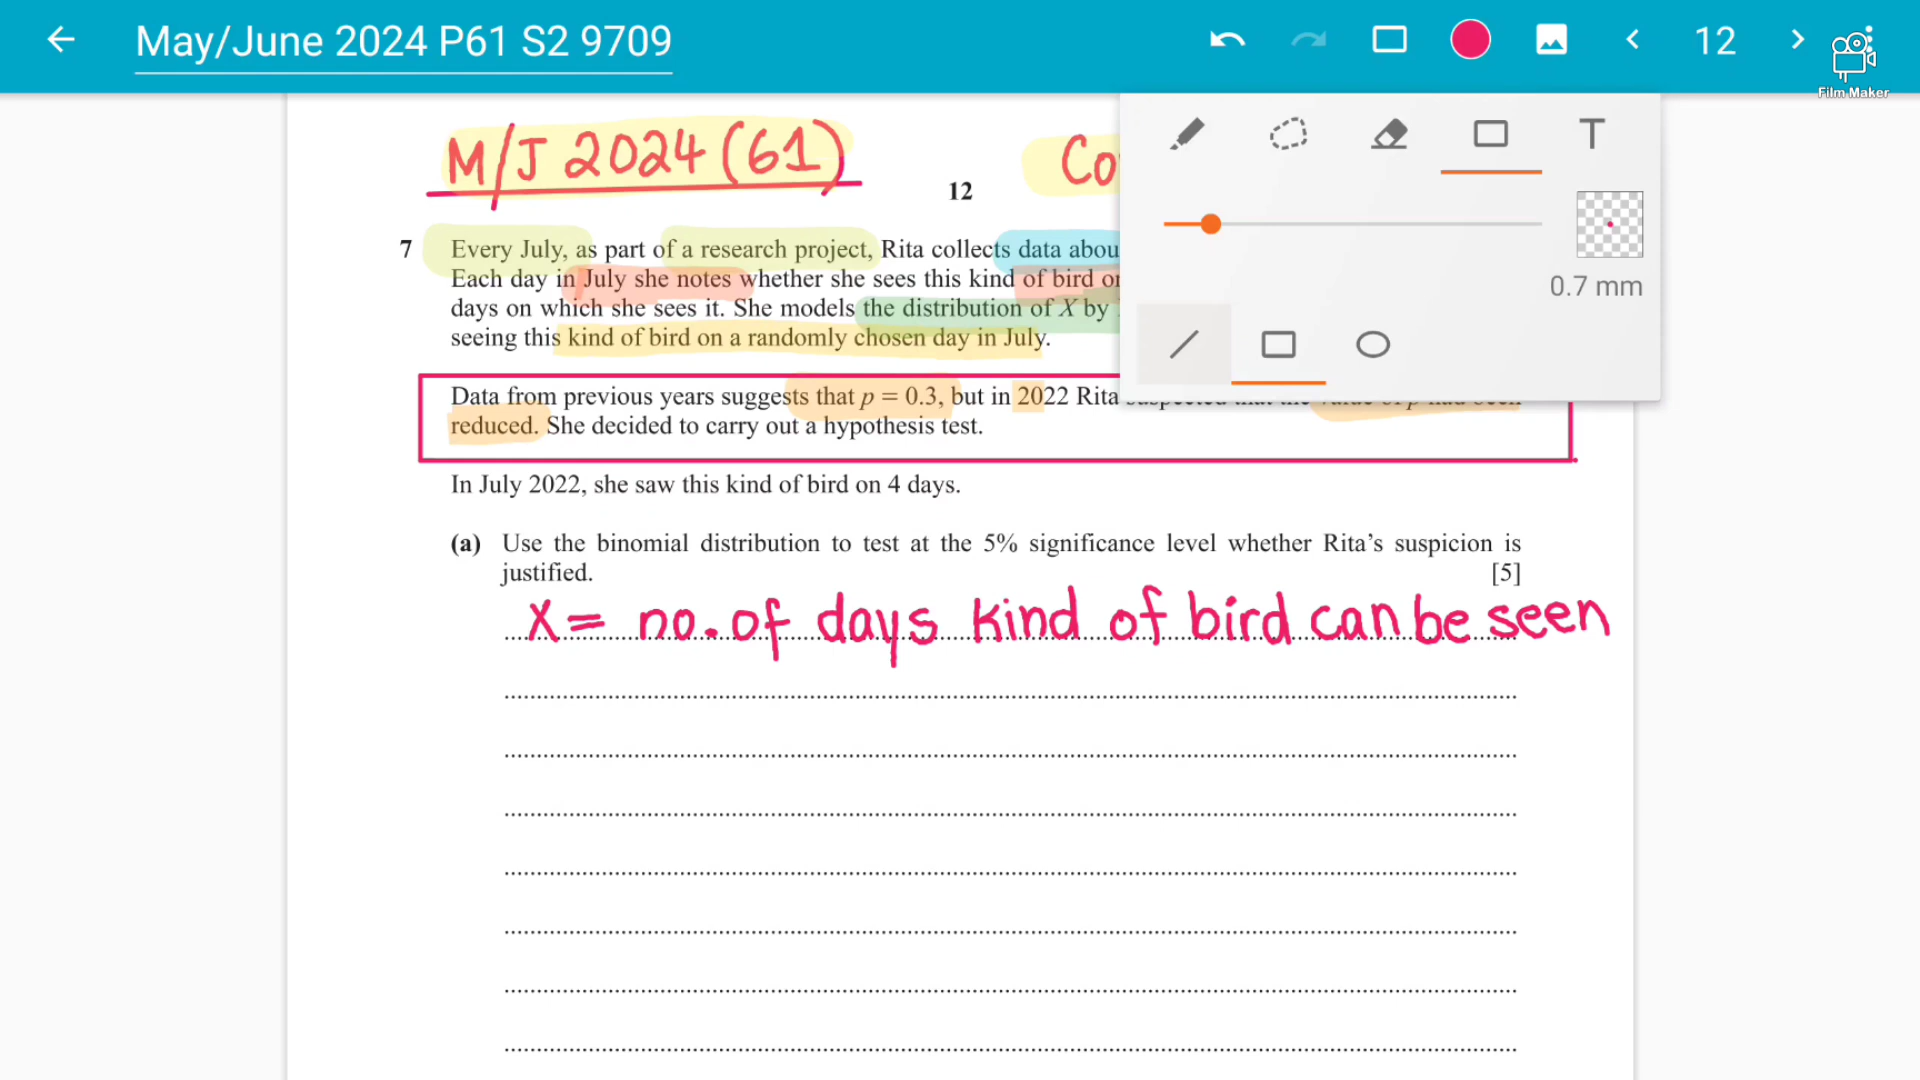 May/June 2024 P61 S2 9709
12
Film Maker
M/J 2024 (61)
Co
12
T
0.7 mm
7 Every July, as part of a research project, Rita collects data abou
Each day in July she notes whether she sees this kind of bird or
days on which she sees it. She models the distribution of X by
seeing this kind of bird on a randomly chosen day in July.
Data from previous years suggests that p = 0.3, but in 2022 Rita
reduced. She decided to carry out a hypothesis test.
In July 2022, she saw this kind of bird on 4 days.
(a) Use the binomial distribution to test at the 5% significance level whether Rita's suspicion is
justified. [5]
X = no. of days kind of bird can be seen